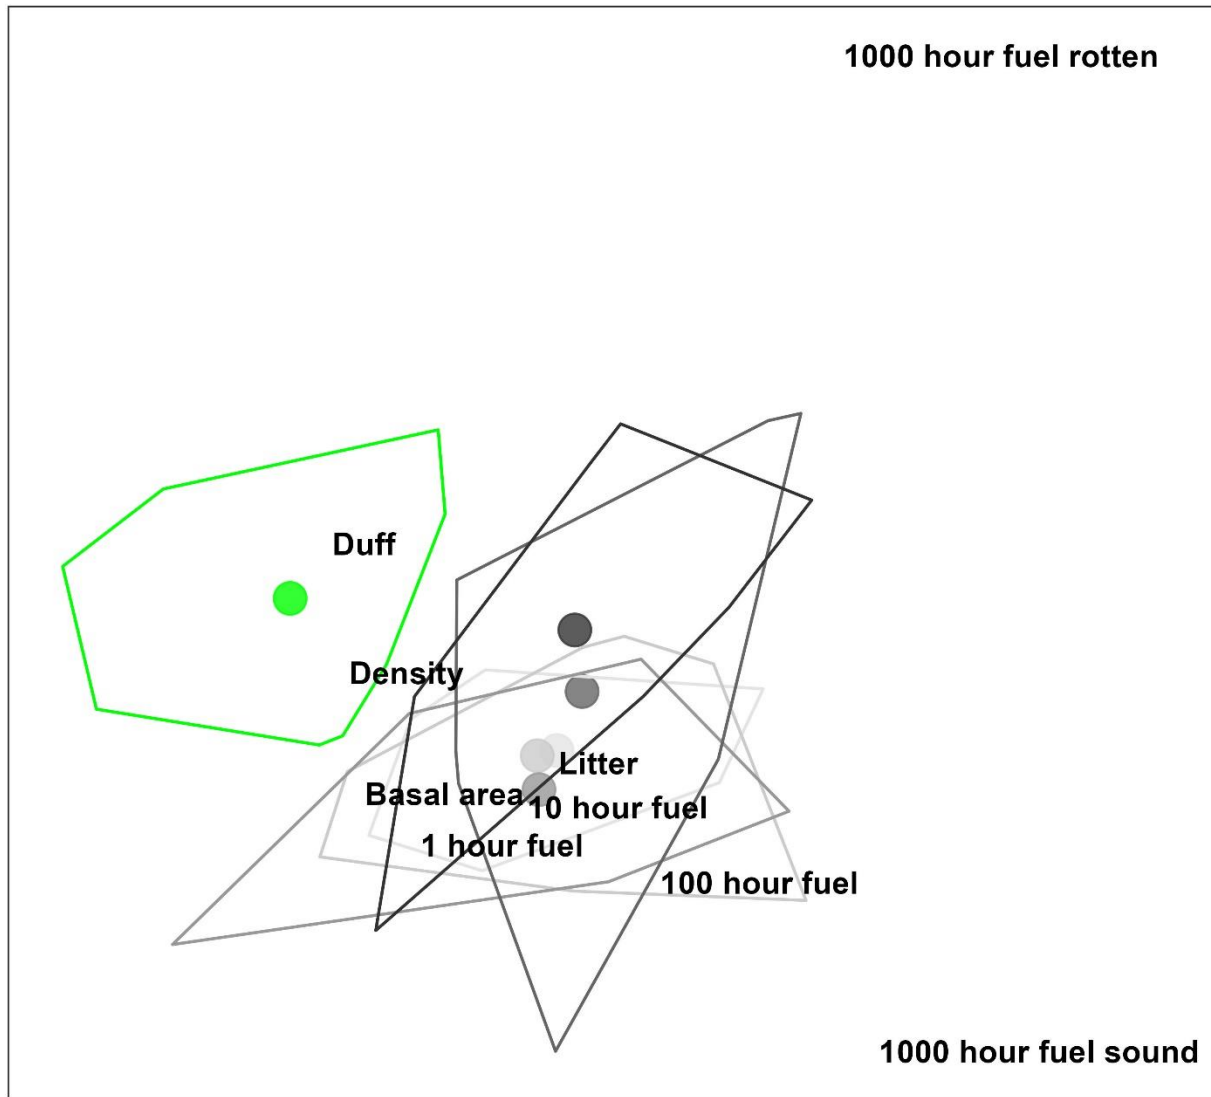 1000 hour fuel rotten
Duff
Density
Litter
Basal area
10 hour fuel
1 hour fuel
100 hour fuel
1000 hour fuel sound